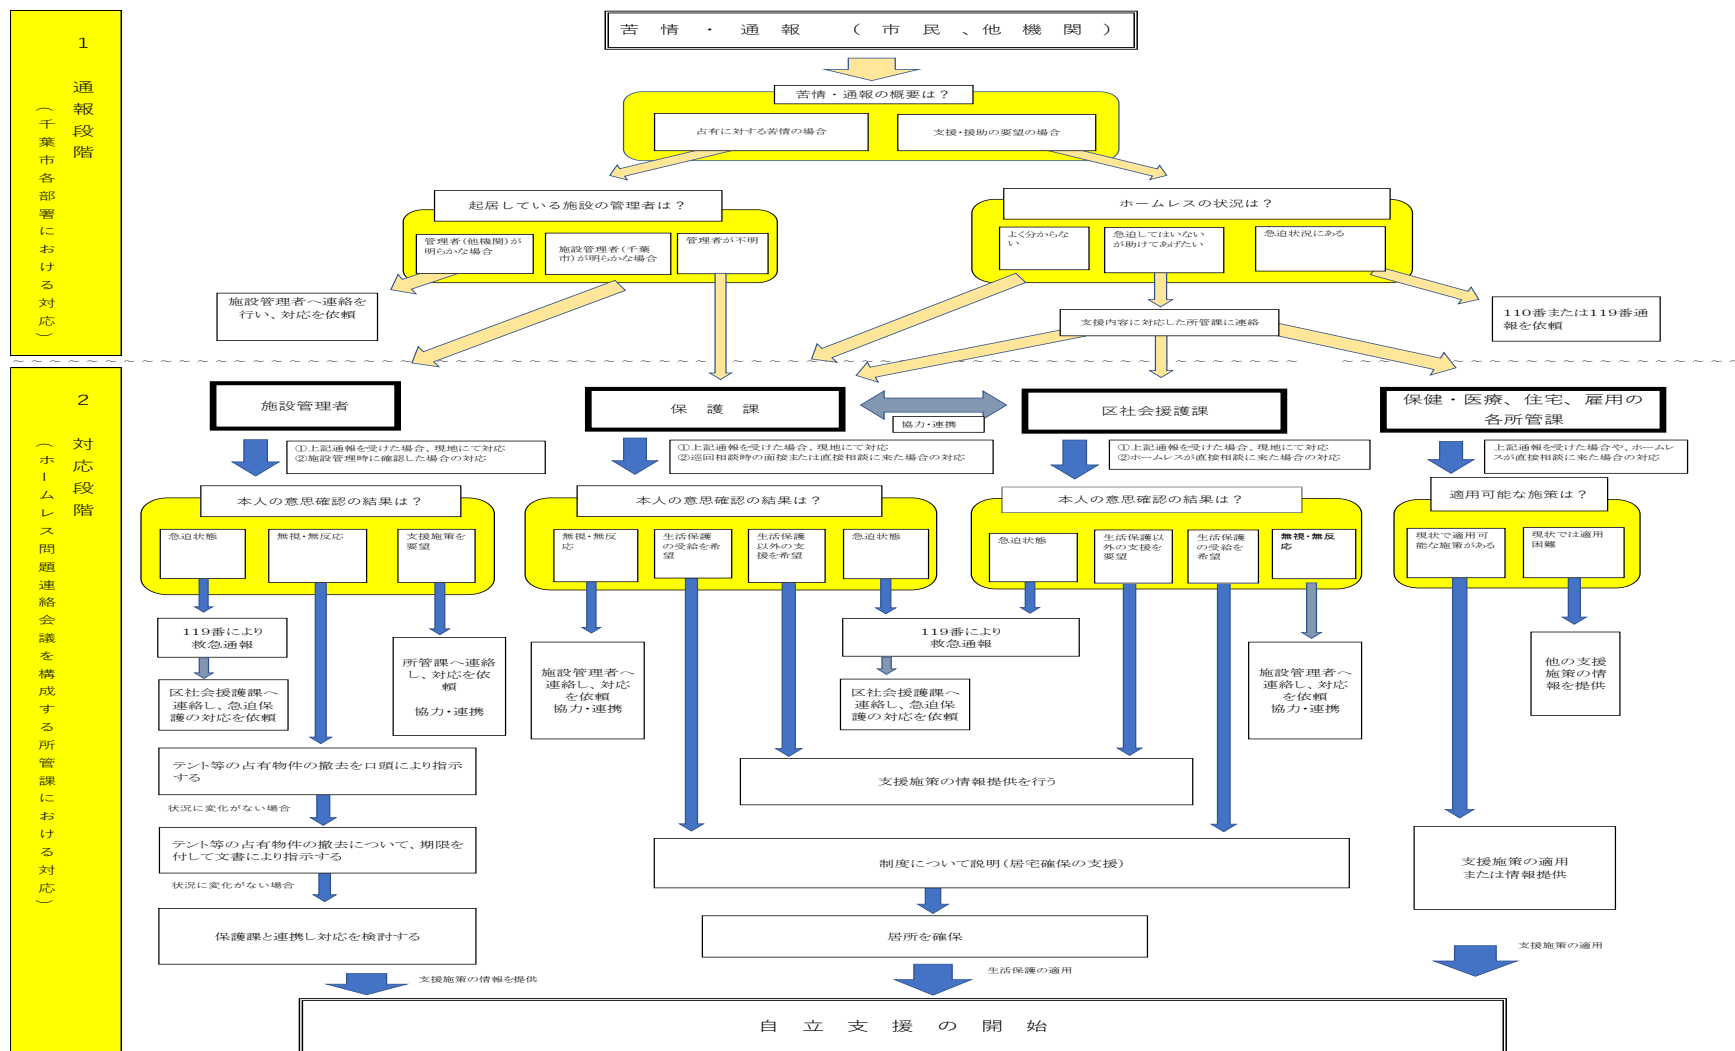 1 通報段階
（千葉市各部署における対応）
苦情・通報　（市民、他機関）
苦情・通報の概要は？
占有に対する苦情の場合
支援・援助の要望の場合
起居している施設の管理者は？
管理者（他機関）が
明らかな場合
施設管理者（千葉
市）が明らかな場合
管理者が不明
ホームレスの状況は？
よく分からな
い
急迫してはいない
が助けてあげたい
急迫状況にある
施設管理者へ連絡を
行い、対応を依頼
支援内容に対応した所管課に連絡
110番または119番通
報を依頼
2 対応段階
（ホームレス問題連絡会議を構成する所管課における対応）
施設管理者
保護課
協力・連携
区社会援護課
保健・医療、住宅、雇用の
各所管課
①上記通報を受けた場合、現地にて対応
②施設管理時に確認した場合の対応
①上記通報を受けた場合、現地にて対応
②巡回相談時の面接または直接相談に来た場合の対応
①上記通報を受けた場合、現地にて対応
②ホームレスが直接相談に来た場合の対応
上記通報を受けた場合や、ホームレ
スが直接相談に来た場合の対応
本人の意思確認の結果は？
急迫状態
無視・無反応
支援施策を
要望
本人の意思確認の結果は？
無視・無反
応
生活保護
の受給を希
望
生活保護
以外の支
援を希望
急迫状態
本人の意思確認の結果は？
急迫状態
生活保護以
外の支援を
要望
生活保護
の受給を
希望
無視・無反
応
適用可能な施策は？
現状で適用可
能な施策がある
現状では適用
困難
119番により
救急通報
区社会援護課へ
連絡し、急迫保
護の対応を依頼
所管課へ連絡
し、対応を依
頼
協力・連携
施設管理者へ
連絡し、対応
を依頼
協力・連携
119番により
救急通報
区社会援護課へ
連絡し、急迫保
護の対応を依頼
施設管理者へ
連絡し、対応
を依頼
協力・連携
他の支援
施策の情
報を提供
テント等の占有物件の撤去を口頭により指示
する
状況に変化がない場合
テント等の占有物件の撤去について、期限を
付して文書により指示する
状況に変化がない場合
保護課と連携し対応を検討する
支援施策の情報提供を行う
制度について説明（居宅確保の支援）
居所を確保
支援施策の適用
または情報提供
支援施策の情報を提供
生活保護の適用
支援施策の適用
自立支援の開始